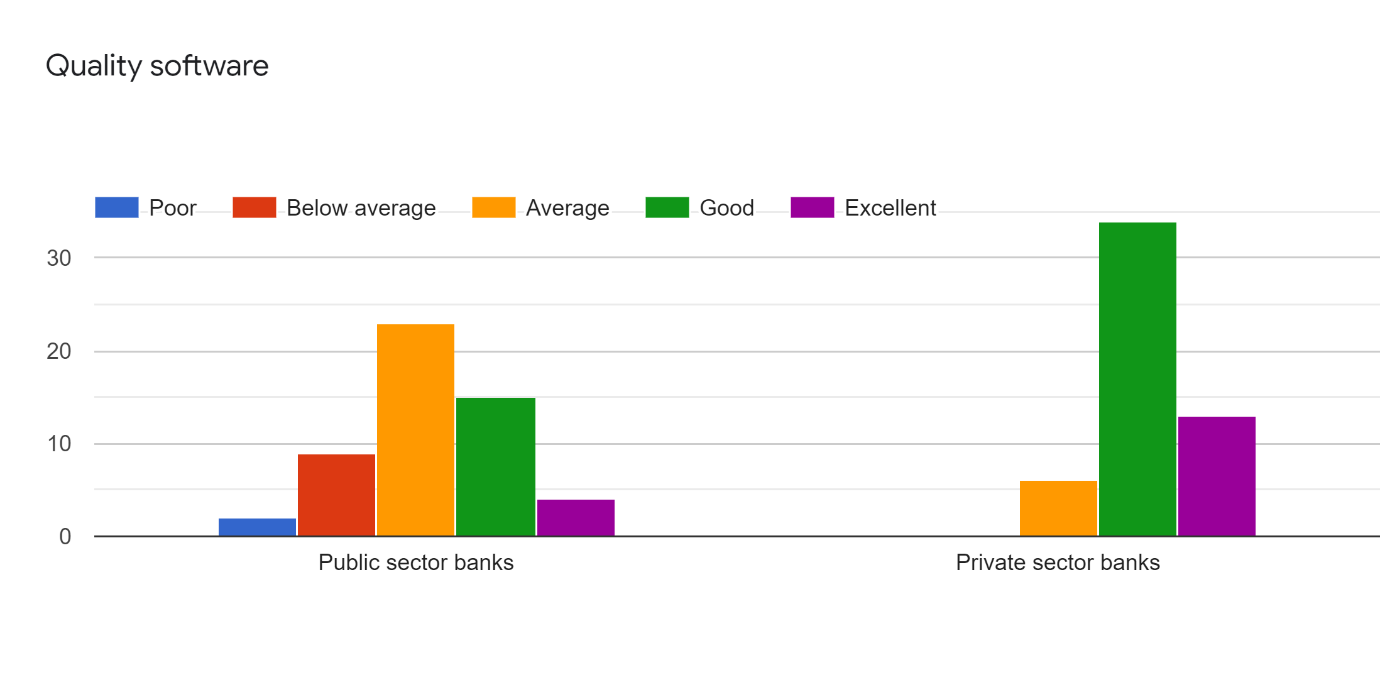 Quality software
Poor Below average Average Good Excellent
30
20
10
0
Public sector banks Private sector banks